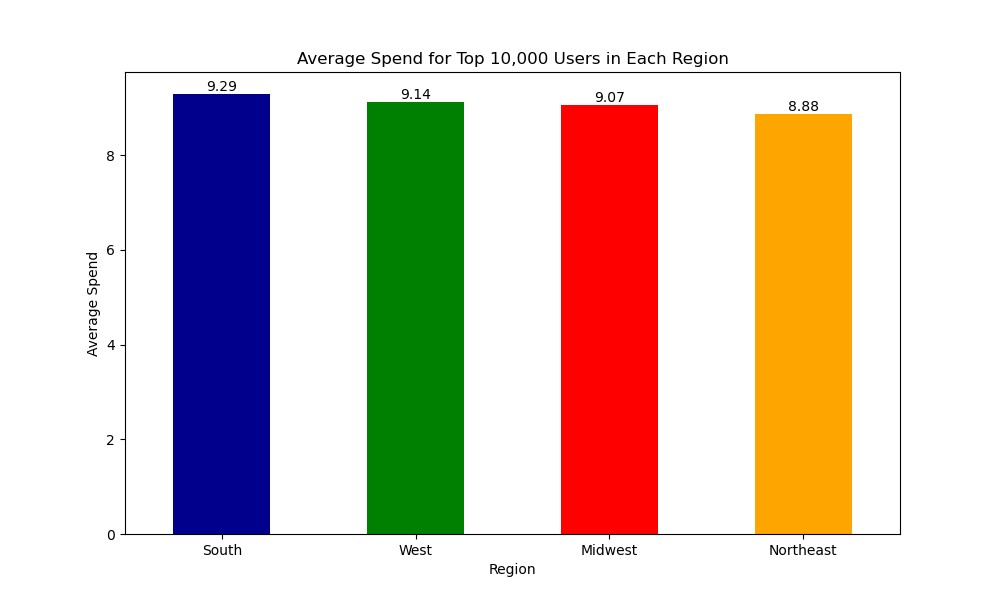 Average Spend for Top 10,000 Users in Each Region
9.29
9.14
9.07
8.88
8
6
4
2
0
Average Spend
South
West
Midwest
Northeast
Region